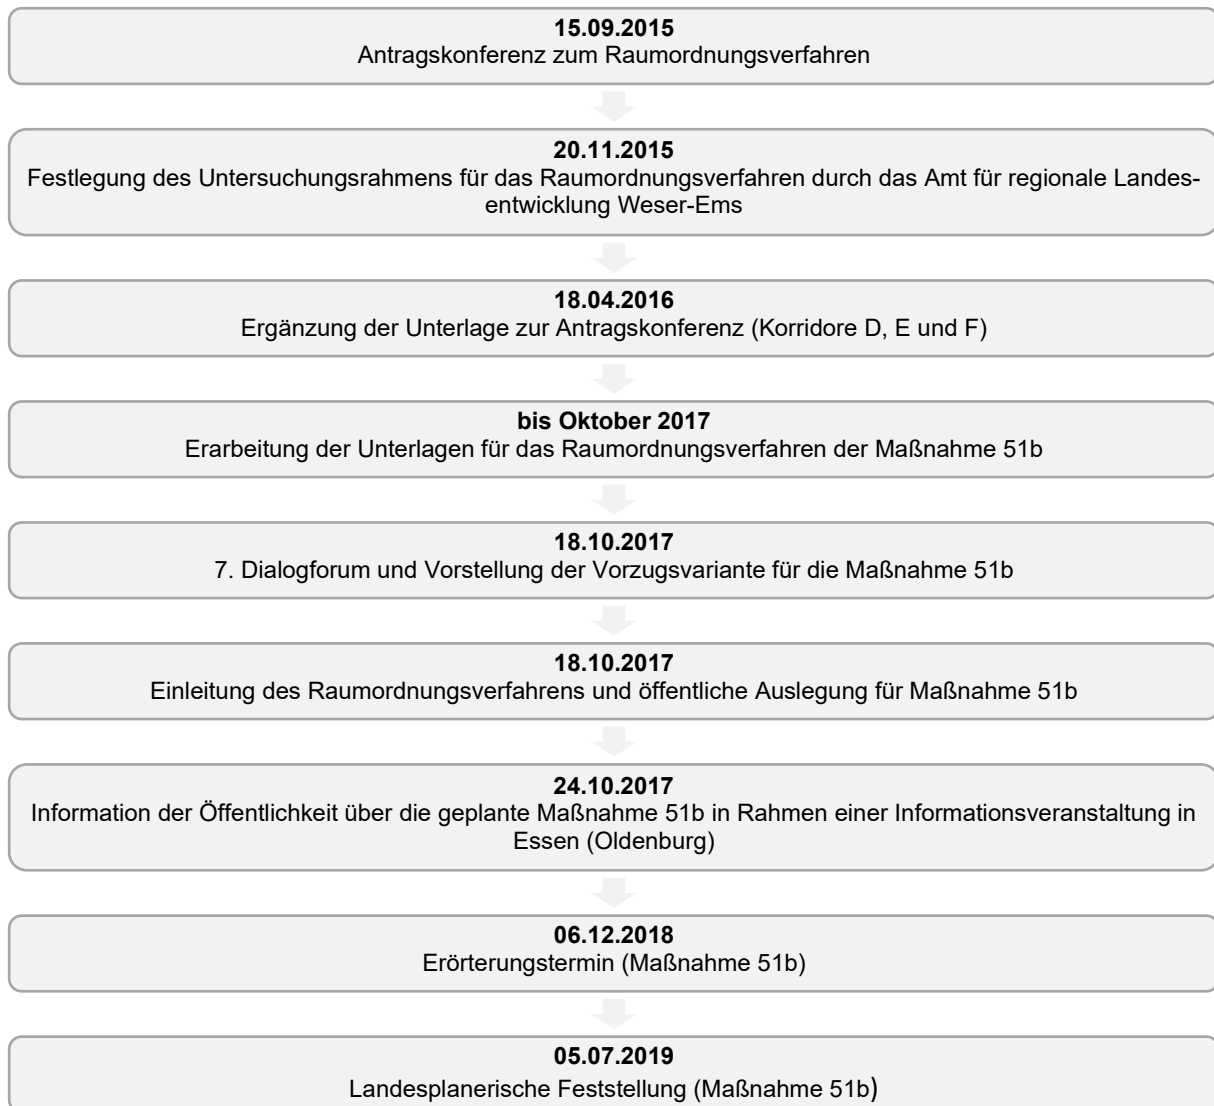 15.09.2015
Antragskonferenz zum Raumordnungsverfahren
20.11.2015
Festlegung des Untersuchungsrahmens für das Raumordnungsverfahren durch das Amt für regionale Landes-
entwicklung Weser-Ems
18.04.2016
Ergänzung der Unterlage zur Antragskonferenz (Korridore D, E und F)
bis Oktober 2017
Erarbeitung der Unterlagen für das Raumordnungsverfahren der Maßnahme 51b
18.10.2017
7. Dialogforum und Vorstellung der Vorzugsvariante für die Maßnahme 51b
18.10.2017
Einleitung des Raumordnungsverfahrens und öffentliche Auslegung für Maßnahme 51b
24.10.2017
Information der Öffentlichkeit über die geplante Maßnahme 51b in Rahmen einer Informationsveranstaltung in
Essen (Oldenburg)
06.12.2018
Erörterungstermin (Maßnahme 51b)
05.07.2019
Landesplanerische Feststellung (Maßnahme 51b)